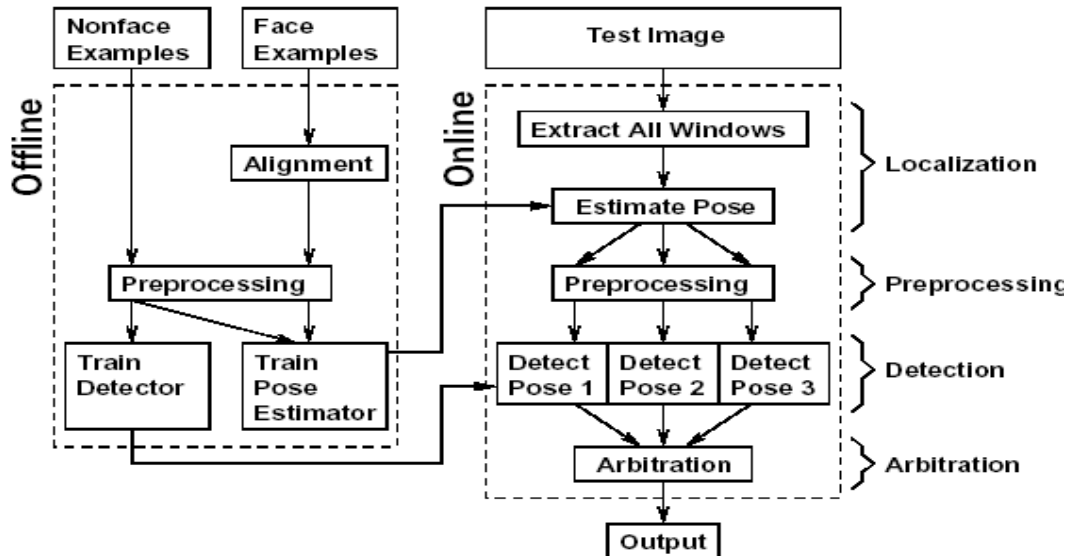 Nonface
Examples
Face
Examples
Test Image
Offline
Alignment
Preprocessing
Train
Detector
Train
Pose
Estimator
Online
Extract All Windows
Estimate Pose
Preprocessing
Detect
Pose 1
Detect
Pose 2
Detect
Pose 3
Arbitration
Output
Localization
Preprocessing
Detection
Arbitration